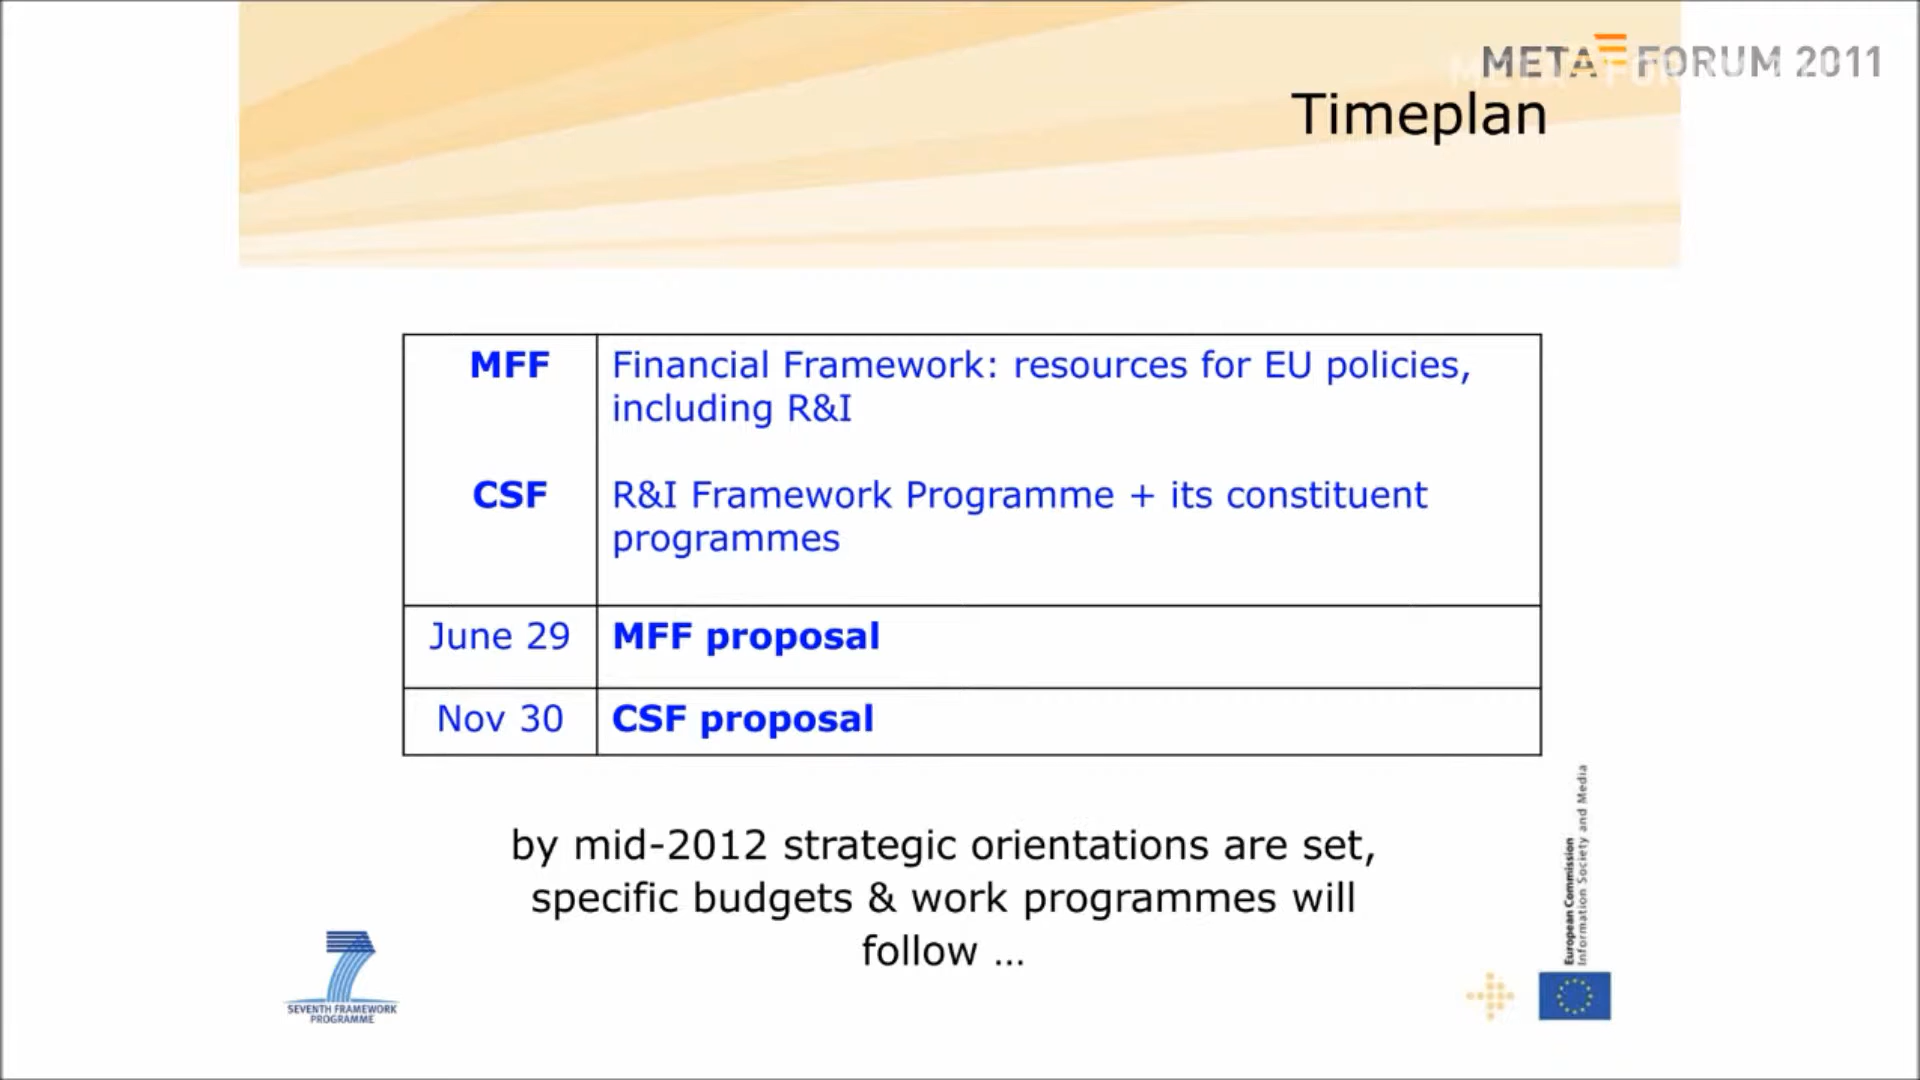 META FORUM 2011
Timeplan
MFF
Financial Framework: resources for EU policies,
including R&I
CSF
R&I Framework Programme + its constituent
programmes
June 29
MFF proposal
Nov 30
CSF proposal
by mid-2012 strategic orientations are set,
specific budgets & work programmes will
follow ...
European Commission
Information Society and Media
7
SEVENTH FRAMEWORK
PROGRAMME